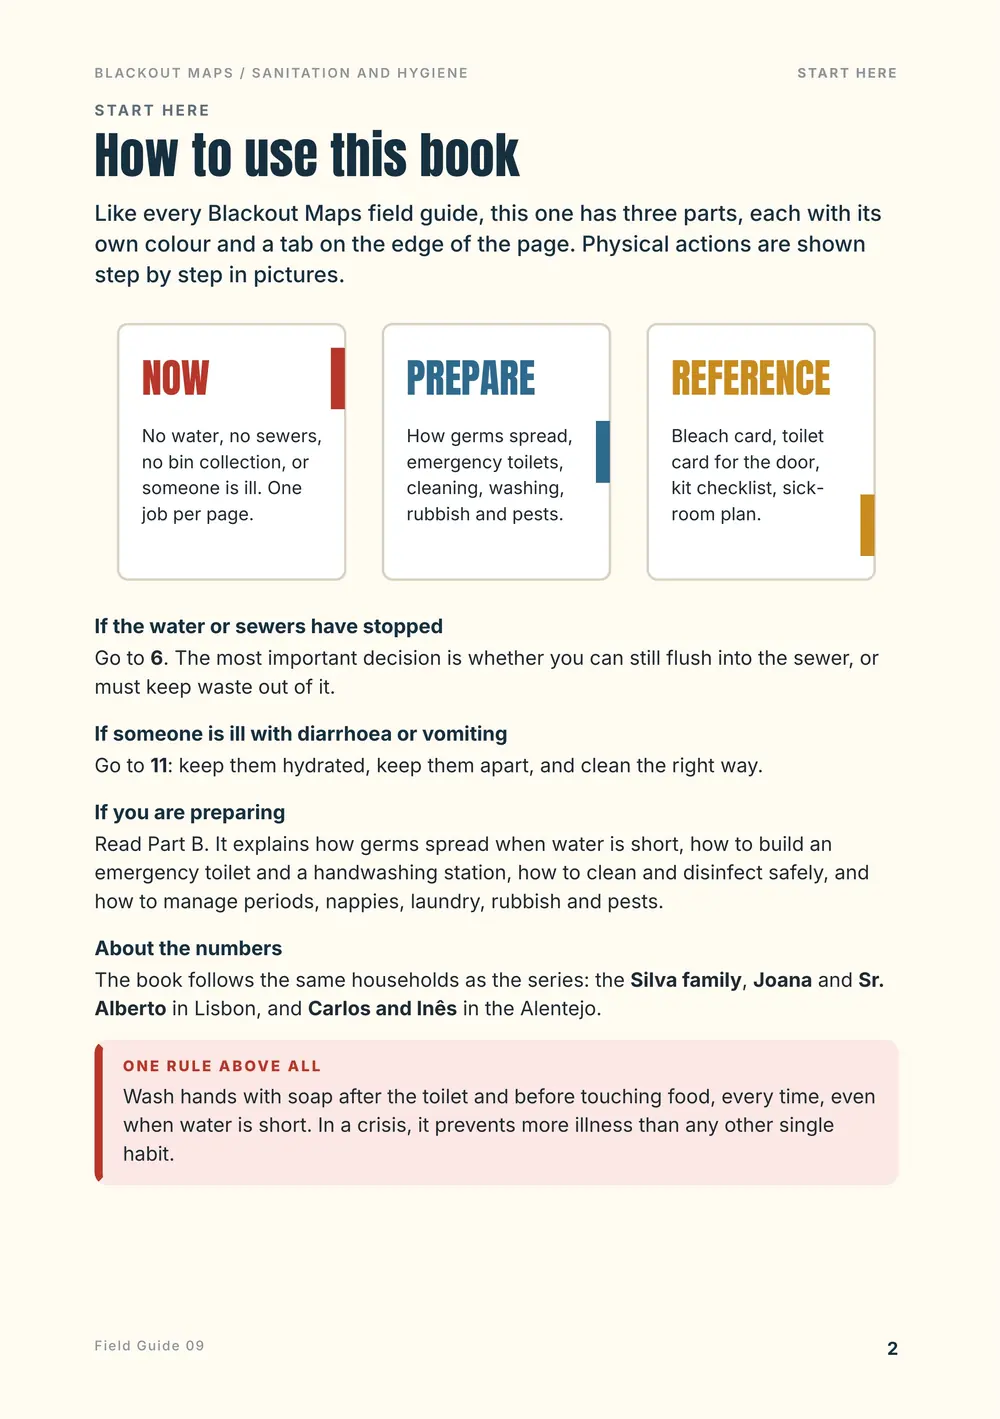 BLACKOUT MAPS / SANITATION AND HYGIENE
START HERE
START HERE
How to use this book
Like every Blackout Maps field guide, this one has three parts, each with its
own colour and a tab on the edge of the page. Physical actions are shown
step by step in pictures.
NOW
No water, no sewers,
no bin collection, or
someone is ill. One
job per page.
PREPARE
How germs spread,
emergency toilets,
cleaning, washing,
rubbish and pests.
REFERENCE
Bleach card, toilet
card for the door,
kit checklist, sick-
room plan.
If the water or sewers have stopped
Go to 6. The most important decision is whether you can still flush into the sewer, or
must keep waste out of it.
If someone is ill with diarrhoea or vomiting
Go to 11: keep them hydrated, keep them apart, and clean the right way.
If you are preparing
Read Part B. It explains how germs spread when water is short, how to build an
emergency toilet and a handwashing station, how to clean and disinfect safely, and
how to manage periods, nappies, laundry, rubbish and pests.
About the numbers
The book follows the same households as the series: the Silva family, Joana and Sr.
Alberto in Lisbon, and Carlos and Inês in the Alentejo.
ONE RULE ABOVE ALL
Wash hands with soap after the toilet and before touching food, every time, even
when water is short. In a crisis, it prevents more illness than any other single
habit.
Field Guide 09
2